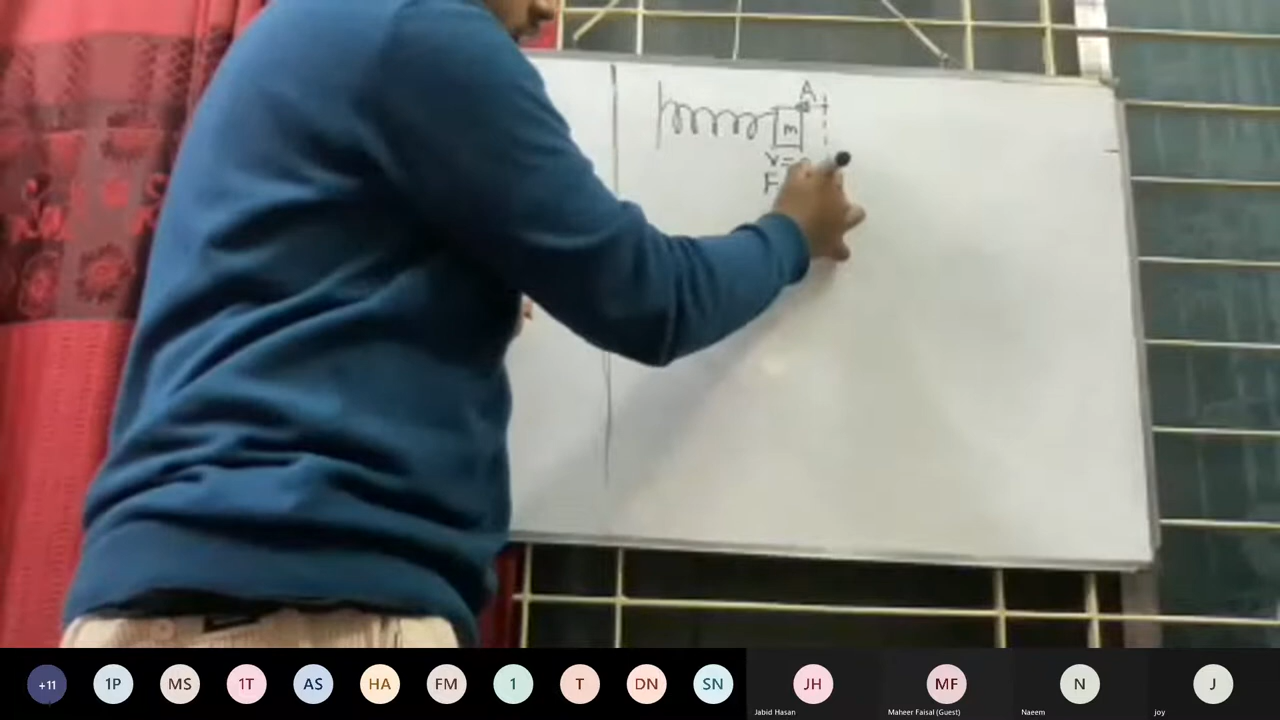 A
m
F
+11
1P
MS
1T
AS
HA
FM
1
T
DN
SN
JH
MF
N
J
Jabid Hasan
Maheer Faisal (Guest)
Naeem
joy